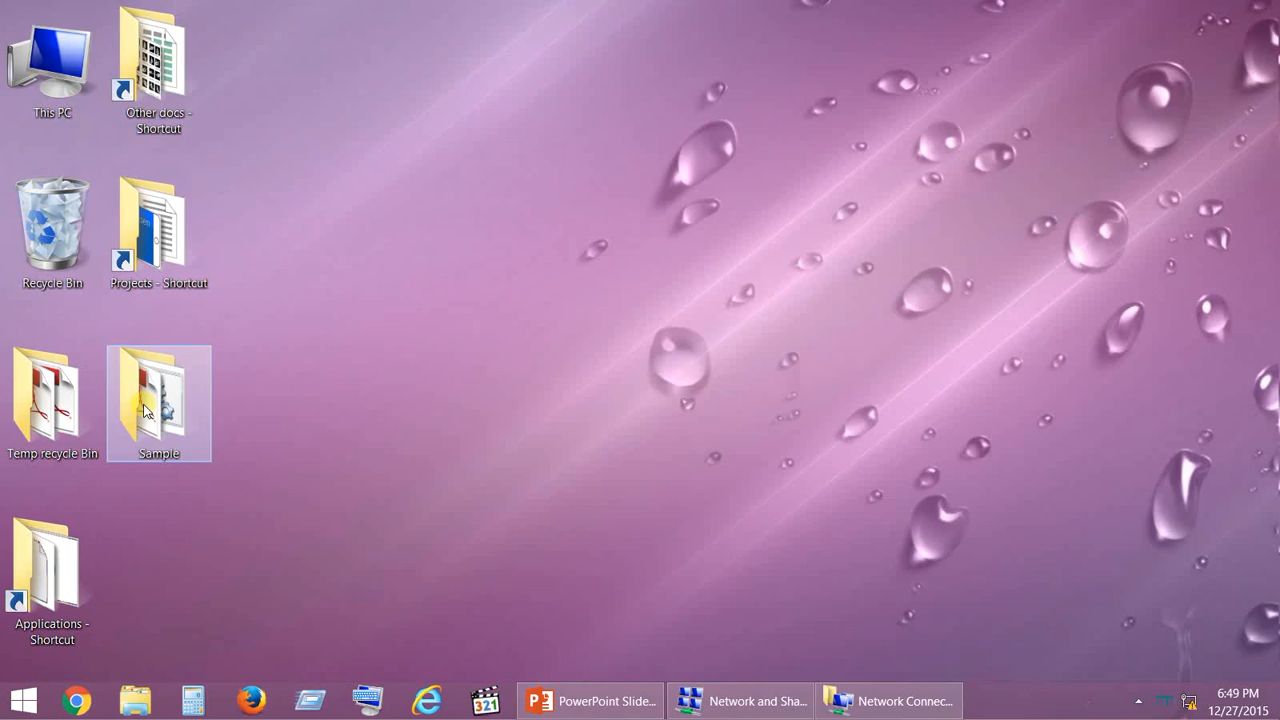 This PC
Other docs -
Shortcut
Recycle Bin
Projects - Shortcut
Temp recycle Bin
Sample
Applications -
Shortcut
321
PowerPoint Slide...
Network and Sha...
Network Connec...
6:49 PM
12/27/2015